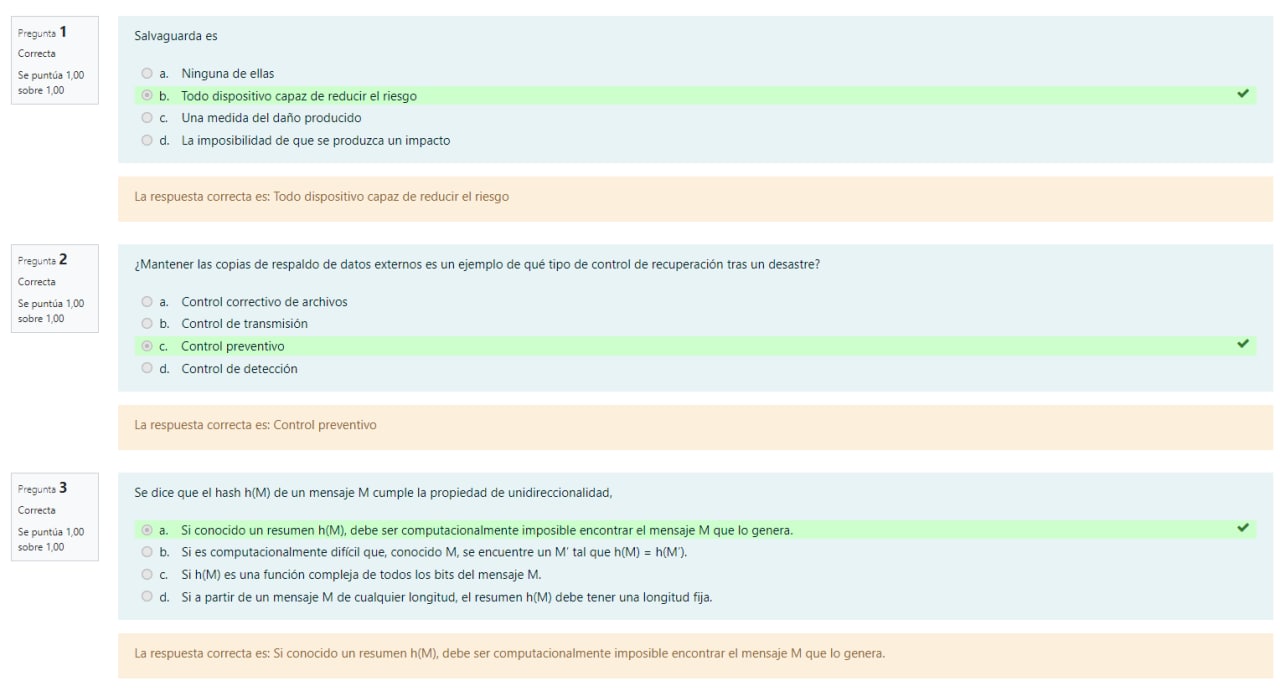 Pregunta 1
Correcta
Se puntúa 1,00
sobre 1,00
Salvaguarda es
a. Ninguna de ellas
b. Todo dispositivo capaz de reducir el riesgo
c. Una medida del daño producido
d. La imposibilidad de que se produzca un impacto
La respuesta correcta es: Todo dispositivo capaz de reducir el riesgo
Pregunta 2
Correcta
Se puntúa 1,00
sobre 1,00
¿Mantener las copias de respaldo de datos externos es un ejemplo de qué tipo de control de recuperación tras un desastre?
a. Control correctivo de archivos
b. Control de transmisión
c. Control preventivo
d. Control de detección
La respuesta correcta es: Control preventivo
Pregunta 3
Correcta
Se puntúa 1,00
sobre 1,00
Se dice que el hash h(M) de un mensaje M cumple la propiedad de unidireccionalidad,
a. Si conocido un resumen h(M), debe ser computacionalmente imposible encontrar el mensaje M que lo genera.
b. Si es computacionalmente difícil que, conocido M, se encuentre un M' tal que h(M) = h(M').
c. Si h(M) es una función compleja de todos los bits del mensaje M.
d. Si a partir de un mensaje M de cualquier longitud, el resumen h(M) debe tener una longitud fija.
La respuesta correcta es: Si conocido un resumen h(M), debe ser computacionalmente imposible encontrar el mensaje M que lo genera.